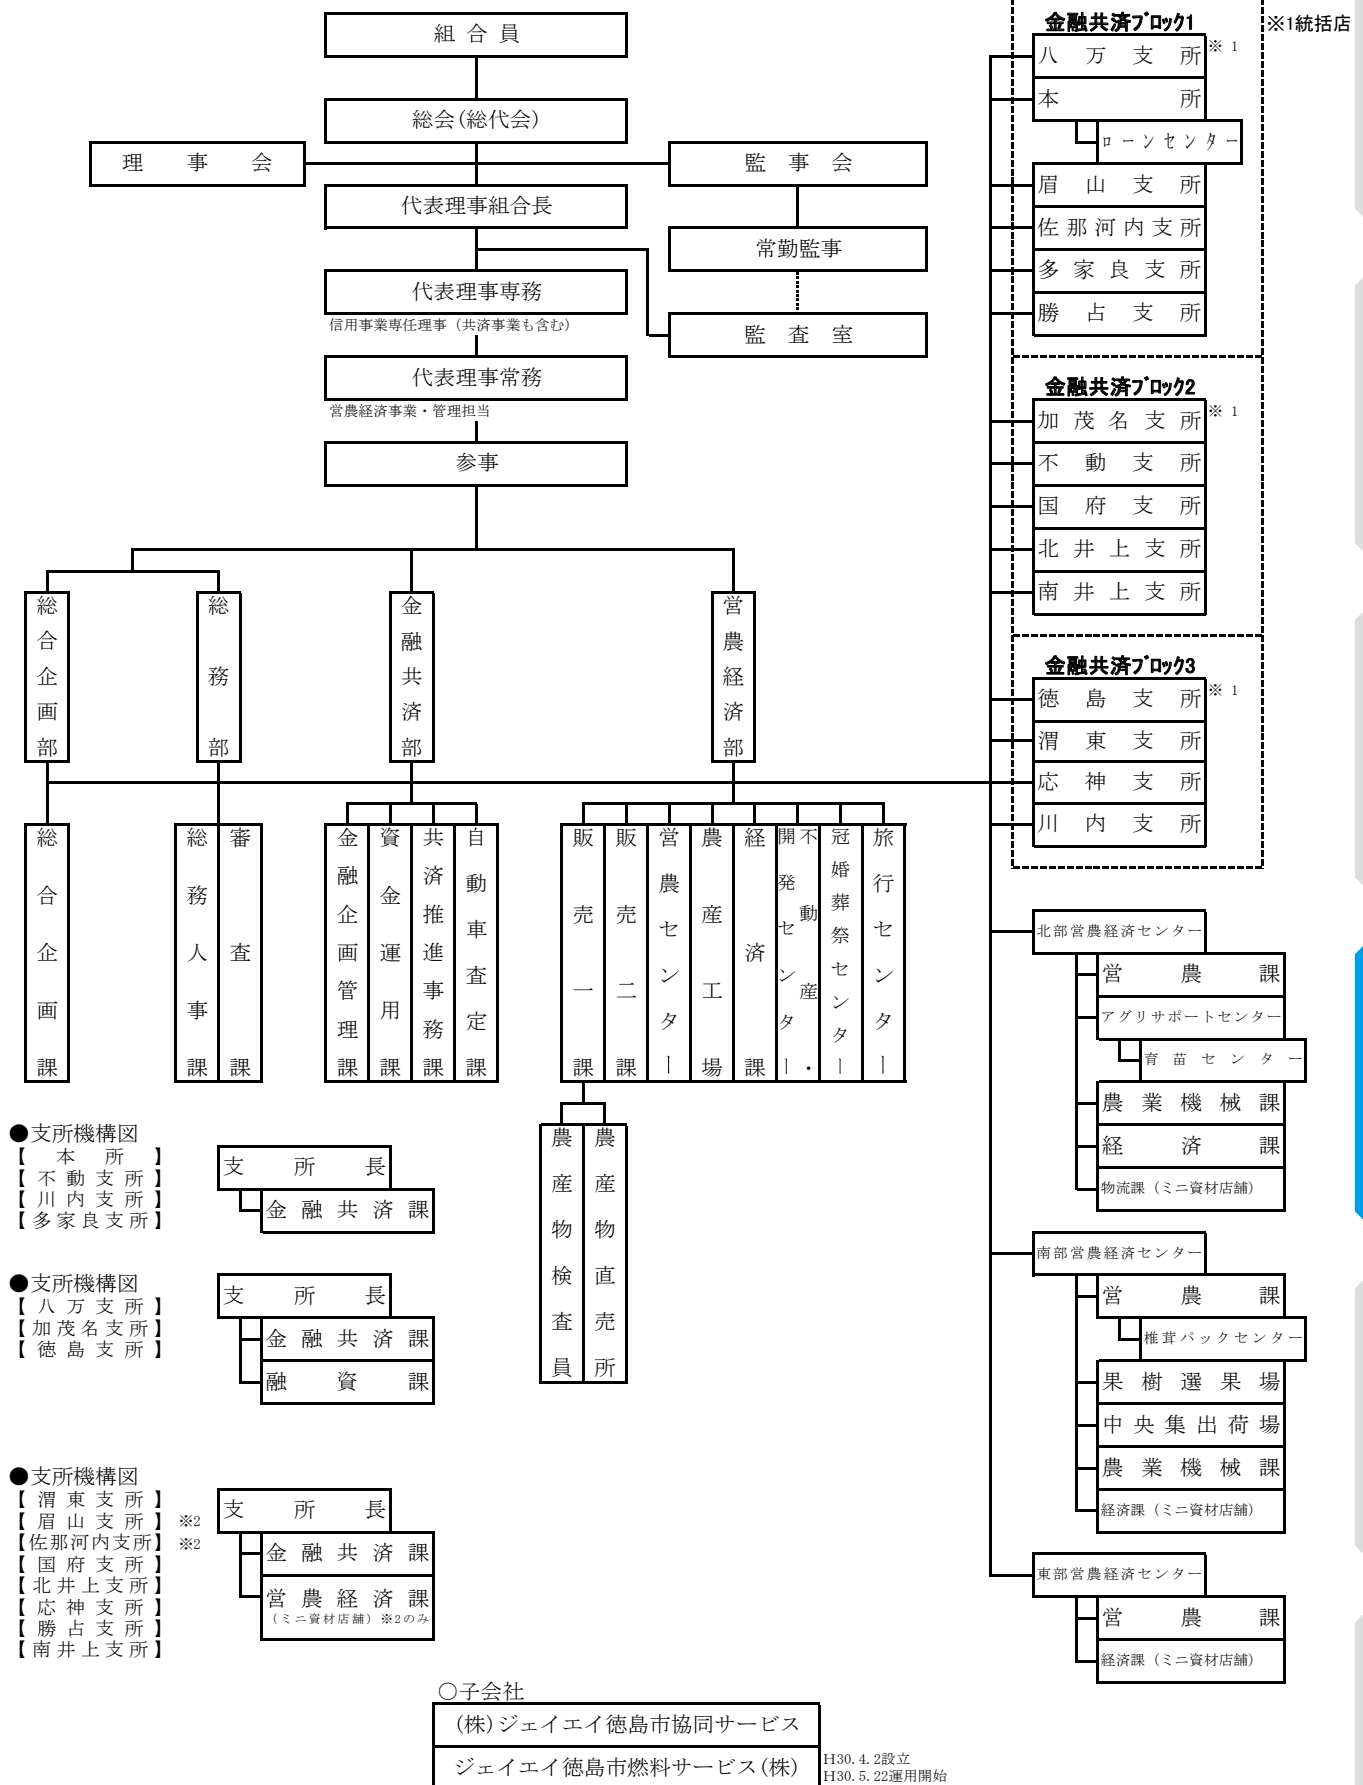 組合員
総会(総代会)
理事会
監事会
代表理事組合長
常勤監事
代表理事専務
信用事業専任理事（共済事業も含む）
監査室
代表理事常務
営農経済事業・管理担当
参事
総合企画部
総務部
金融共済部
営農経済部
総合企画課
総務人事課
審査課
金融企画管理課
資金運用課
共済推進事務課
自動車査定課
販売一課
販売二課
営農センター
農産工場
経済課
不動産・
開発センター
冠婚葬祭センター
旅行センター
農産物検査員
農産物直売所
金融共済ブロック1
※1統括店
八万支所
※1
本所
ローンセンター
眉山支所
佐那河内支所
多家良支所
勝占支所
金融共済ブロック2
加茂名支所
※1
不動支所
国府支所
北井上支所
南井上支所
金融共済ブロック3
徳島支所
※1
渭東支所
応神支所
川内支所
北部営農経済センター
営農課
アグリサポートセンター
育苗センター
農業機械課
経済課
物流課（ミニ資材店舗）
南部営農経済センター
営農課
椎茸パックセンター
果樹選果場
中央集出荷場
農業機械課
経済課（ミニ資材店舗）
東部営農経済センター
営農課
経済課（ミニ資材店舗）
●支所機構図
【本所】
【不動支所】
【川内支所】
【多家良支所】
支所長
金融共済課
●支所機構図
【八万支所】
【加茂名支所】
【徳島支所】
支所長
金融共済課
融資課
●支所機構図
【渭東支所】
【眉山支所】※2
【佐那河内支所】※2
【国府支所】
【北井上支所】
【応神支所】
【勝占支所】
【南井上支所】
支所長
金融共済課
営農経済課
（ミニ資材店舗）※2のみ
○子会社
(株)ジェイエイ徳島市協同サービス
ジェイエイ徳島市燃料サービス(株)
H30.4.2設立
H30.5.22運用開始